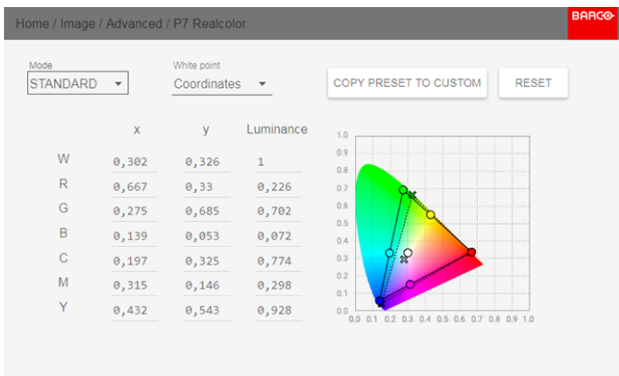 Home / Image / Advanced / P7 Realcolor
BARCO
Mode
White point
STANDARD
Coordinates
COPY PRESET TO CUSTOM
RESET
x y Luminance
W 0,302 0,326 1
R 0,667 0,33 0,226
G 0,275 0,685 0,702
B 0,139 0,053 0,072
C 0,197 0,325 0,774
M 0,315 0,146 0,298
Y 0,432 0,543 0,928
1.0
0.9
0.8
0.7
0.6
0.5
0.4
0.3
0.2
0.1
0.0
0.0 0.1 0.2 0.3 0.4 0.5 0.6 0.7 0.8 0.9 1.0